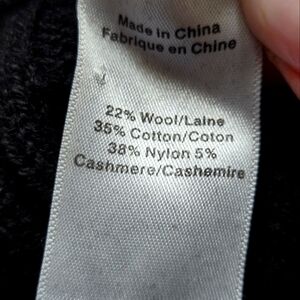 Made in China
Fabrique en Chine
22% Wool/Laine
35% Cotton/Coton
38% Nylon 5%
Cashmere/Cashemire